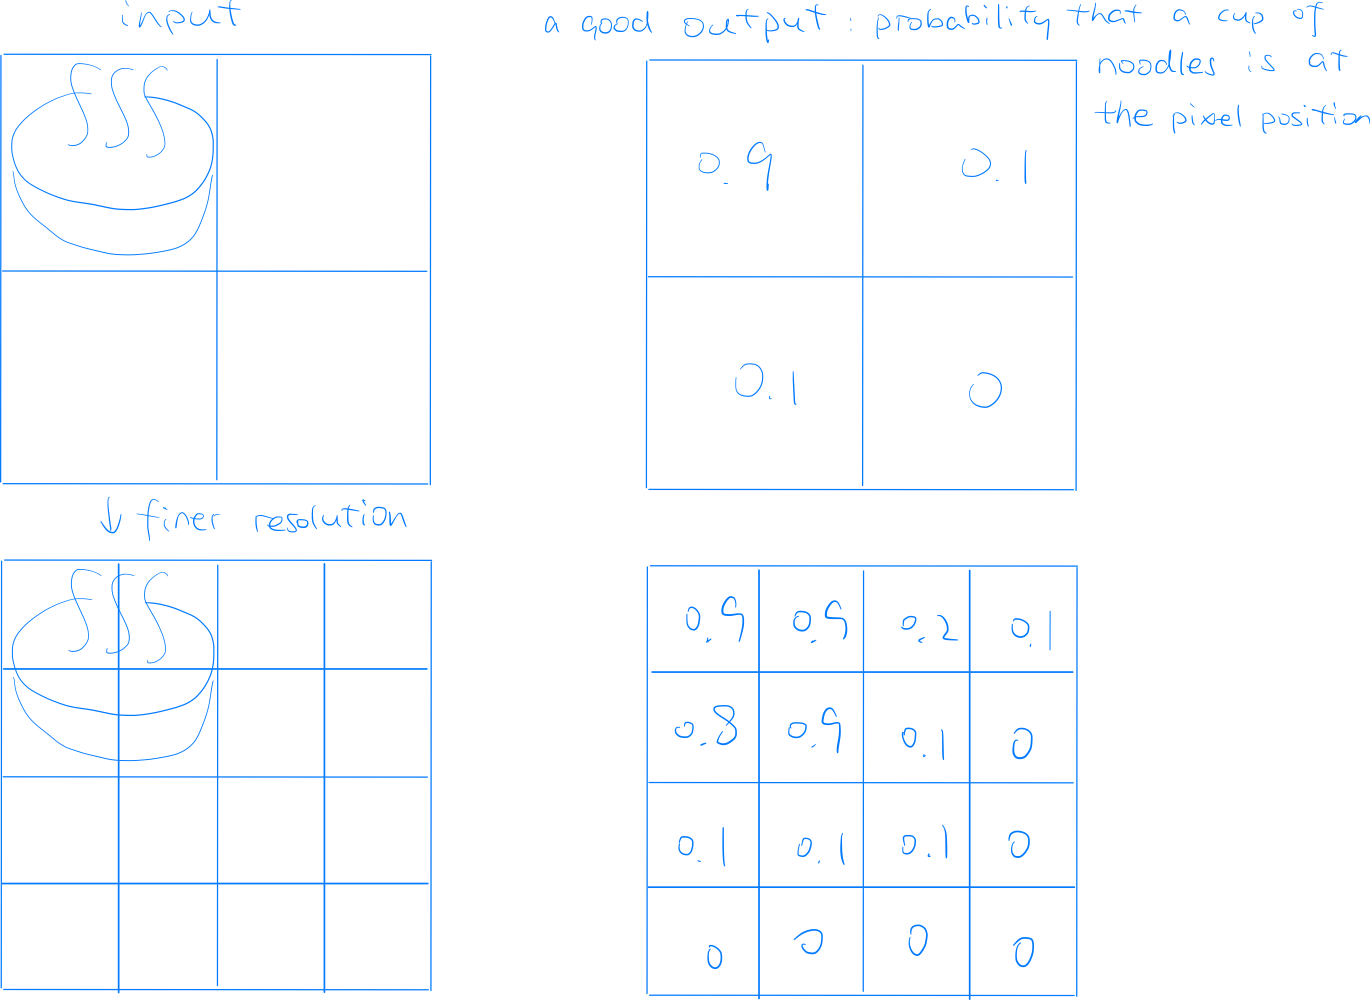 input
a good output : probability that a cup of
noodles is at
the pixel position
0.9 0.1
0.1 0
↓ finer resolution
0.9 0.9 0.2 0.1
0.8 0.9 0.1 0
0.1 0.1 0.1 0
0 0 0 0